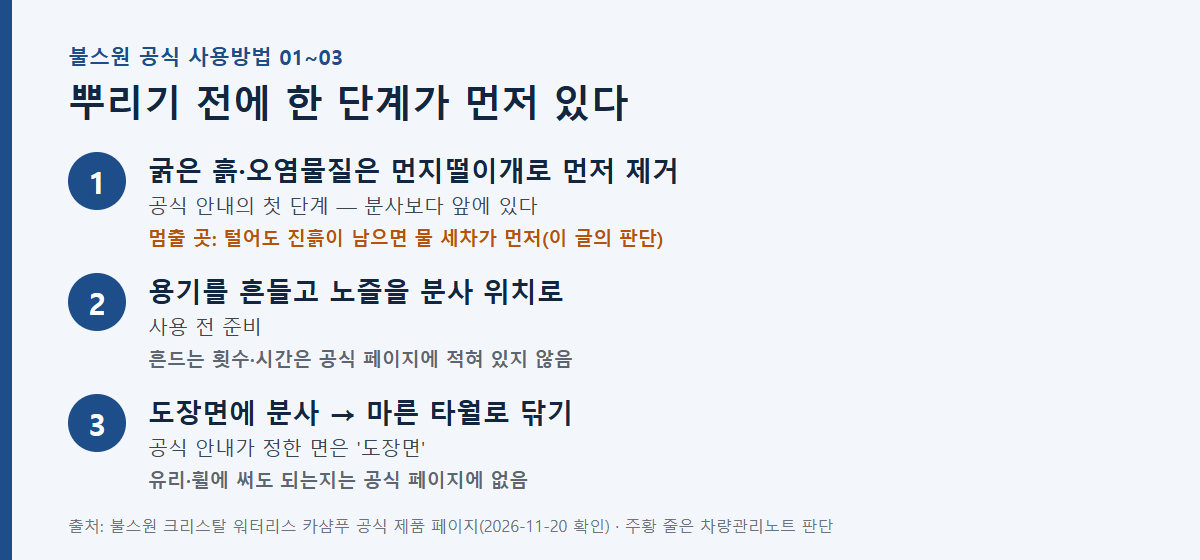 불스원 공식 사용방법 01~03
뿌리기 전에 한 단계가 먼저 있다
1
굵은 흙·오염물질은 먼지떨이개로 먼저 제거
공식 안내의 첫 단계 — 분사보다 앞에 있다
멈출 곳: 털어도 진흙이 남으면 물 세차가 먼저(이 글의 판단)
2
용기를 흔들고 노즐을 분사 위치로
사용 전 준비
흔드는 횟수·시간은 공식 페이지에 적혀 있지 않음
3
도장면에 분사 → 마른 타월로 닦기
공식 안내가 정한 면은 '도장면'
유리·휠에 써도 되는지는 공식 페이지에 없음
출처: 불스원 크리스탈 워터리스 카샴푸 공식 제품 페이지(2026-11-20 확인) · 주황 줄은 차량관리노트 판단